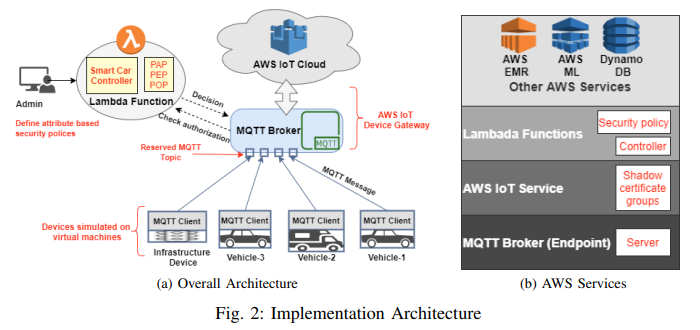 AWS IoT Cloud
Smart Car
Controller
PAP
PEP
POP
Lambda Function
Admin
Define attribute based
security polices
Decision
Check authorization
MQTT Broker
MQTT
AWS IoT
Device Gateway
Reserved MQTT
Topic
MQTT Message
Devices simulated on
virtual machines
MQTT Client
MQTT Client
MQTT Client
MQTT Client
Infrastructure
Device
Vehicle-3
Vehicle-2
Vehicle-1
(a) Overall Architecture
AWS
EMR
AWS
ML
Dynamo
DB
Other AWS Services
Lambada Functions
Security policy
Controller
AWS IoT Service
Shadow
certificate
groups
MQTT Broker (Endpoint)
Server
(b) AWS Services
Fig. 2: Implementation Architecture